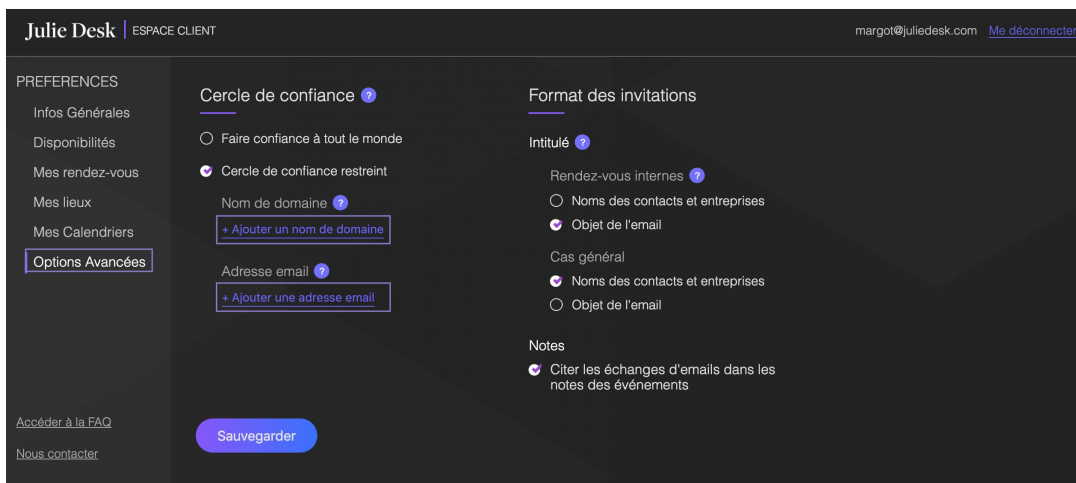 Julie Desk | ESPACE CLIENT
margot@juliedesk.com Me déconnecter
PREFERENCES
Infos Générales
Disponibilités
Mes rendez-vous
Mes lieux
Mes Calendriers
Options Avancées
Accéder à la FAQ
Nous contacter
Cercle de confiance ?
Faire confiance à tout le monde
Cercle de confiance restreint
Nom de domaine ?
+ Ajouter un nom de domaine
Adresse email ?
+ Ajouter une adresse email
Sauvegarder
Format des invitations
Intitulé ?
Rendez-vous internes ?
Noms des contacts et entreprises
Objet de l'email
Cas général
Noms des contacts et entreprises
Objet de l'email
Notes
Citer les échanges d'emails dans les
notes des événements